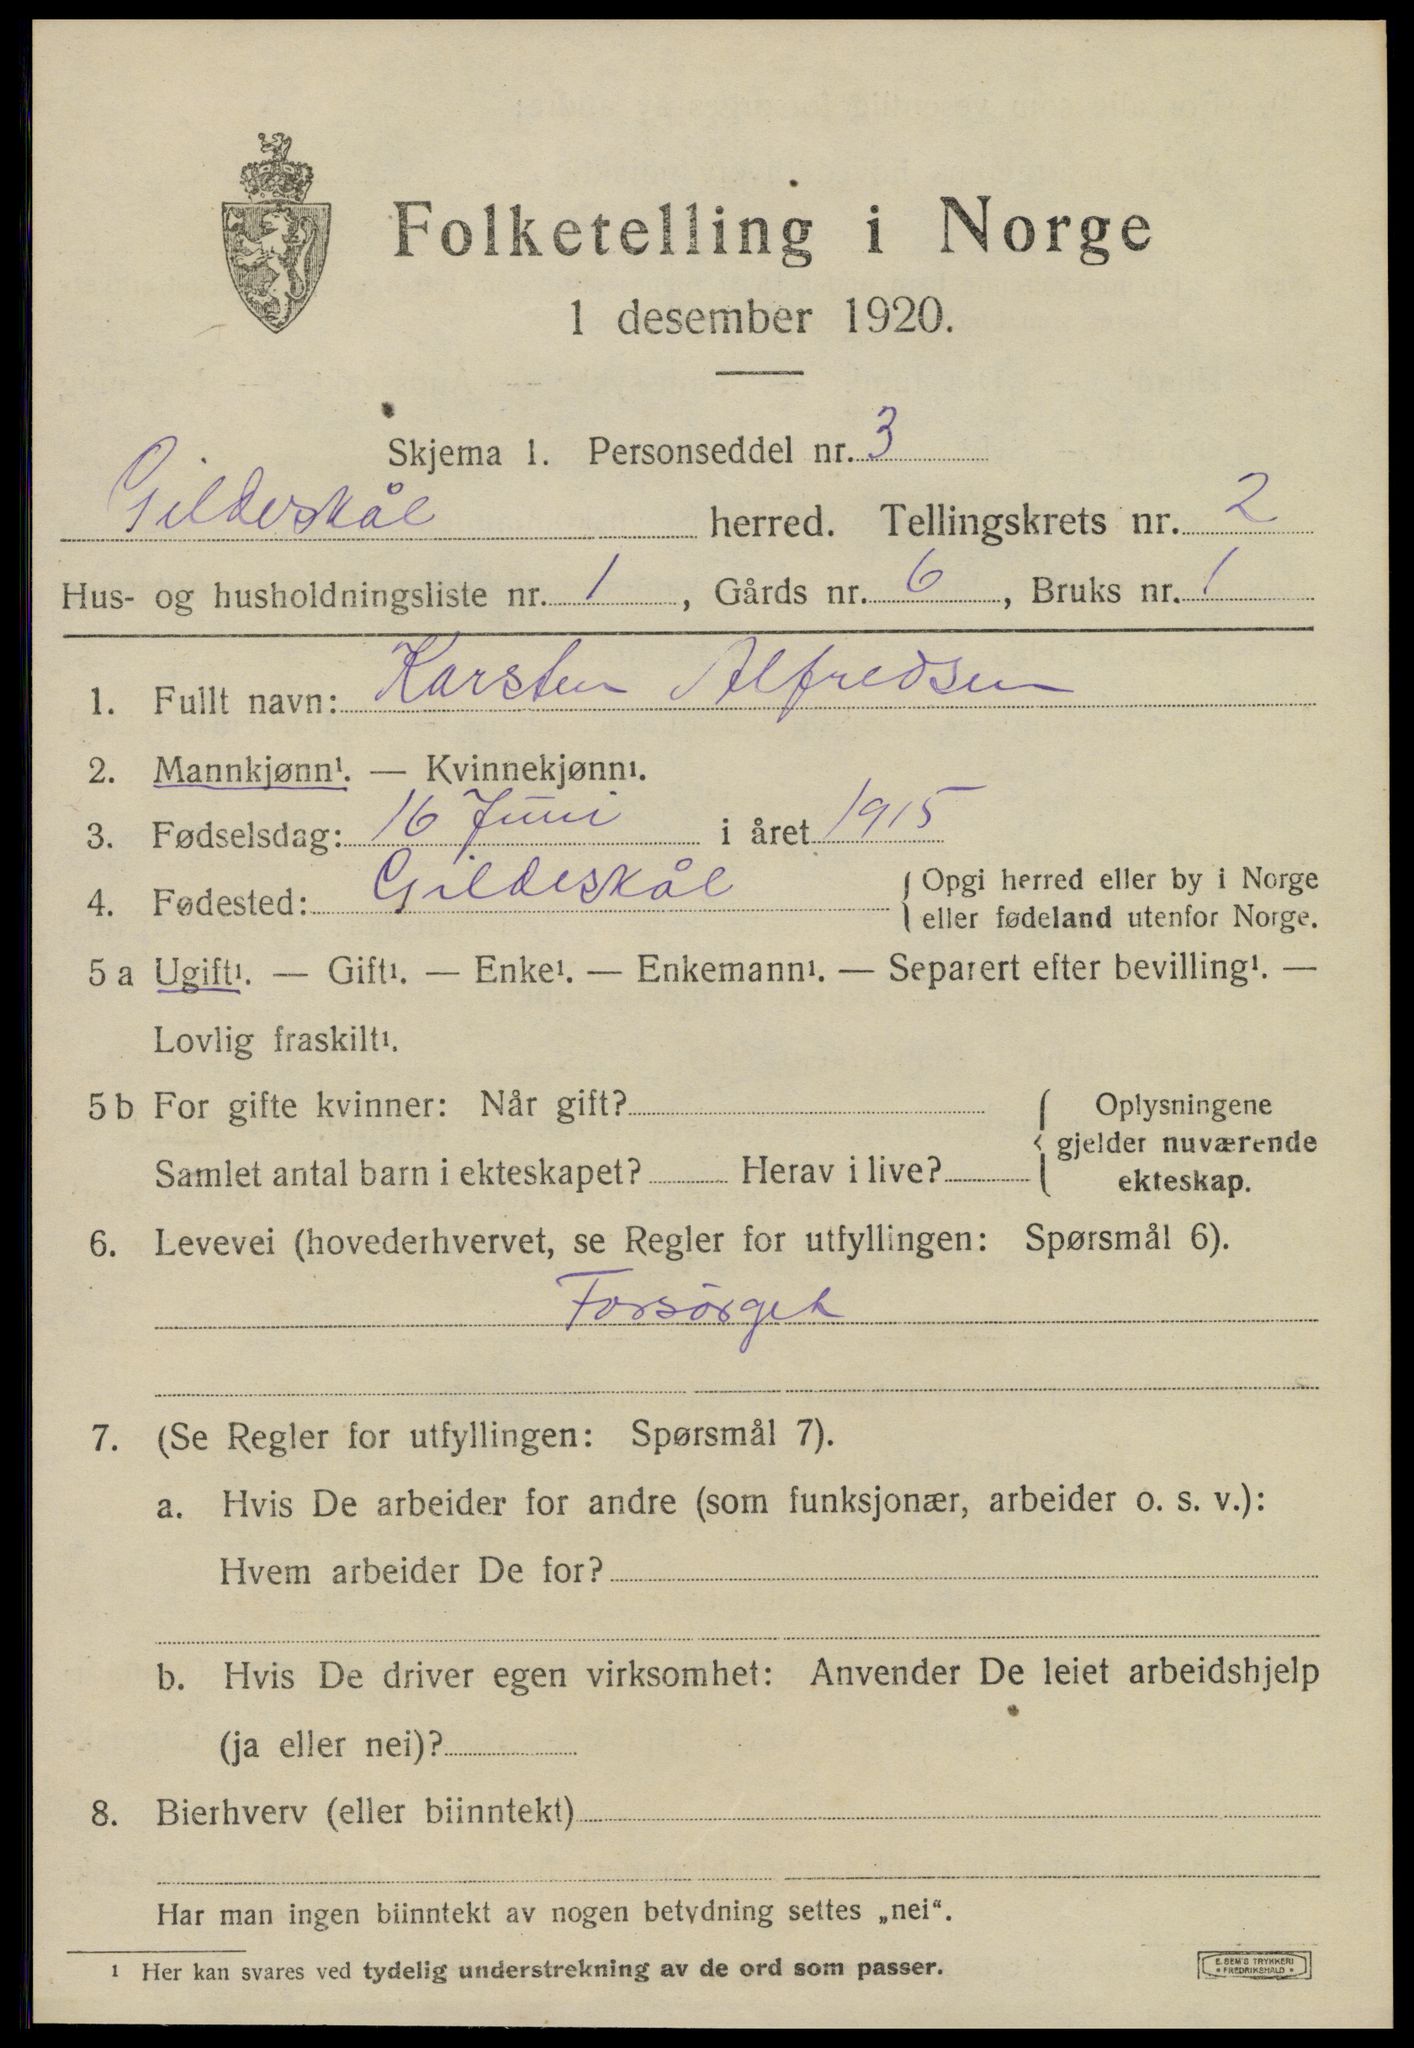 Folketelling i Norge
1 desember 1920.
Skjema 1. Personseddel nr. 3
Gildeskål herred. Tellingskrets nr. 2
Hus- og husholdningsliste nr. 1, Gårds nr. 6, Bruks nr. 1
1. Fullt navn: Karsten Alfredsen
2. Mannkjønn¹. — Kvinnekjønn¹.
3. Fødselsdag: 16 Juni i året 1915
4. Fødested: Gildeskål { Opgi herred eller by i Norge
eller fødeland utenfor Norge.
5 a Ugift¹. — Gift¹. — Enke¹. — Enkemann¹. — Separert efter bevilling¹. —
Lovlig fraskilt¹.
5 b For gifte kvinner: Når gift? { Oplysningene
gjelder nuværende
Samlet antal barn i ekteskapet? Herav i live? ekteskap.
6. Levevei (hovederhvervet, se Regler for utfyllingen: Spørsmål 6).
Forsørget
7. (Se Regler for utfyllingen: Spørsmål 7).
a. Hvis De arbeider for andre (som funksjonær, arbeider o. s. v.):
Hvem arbeider De for?
b. Hvis De driver egen virksomhet: Anvender De leiet arbeidshjelp
(ja eller nei)?
8. Bierhverv (eller biinntekt)
Har man ingen biinntekt av nogen betydning settes „nei“.
¹ Her kan svares ved tydelig understrekning av de ord som passer.
E. SEM'S TRYKKERI
• FREDRIKSHALD •